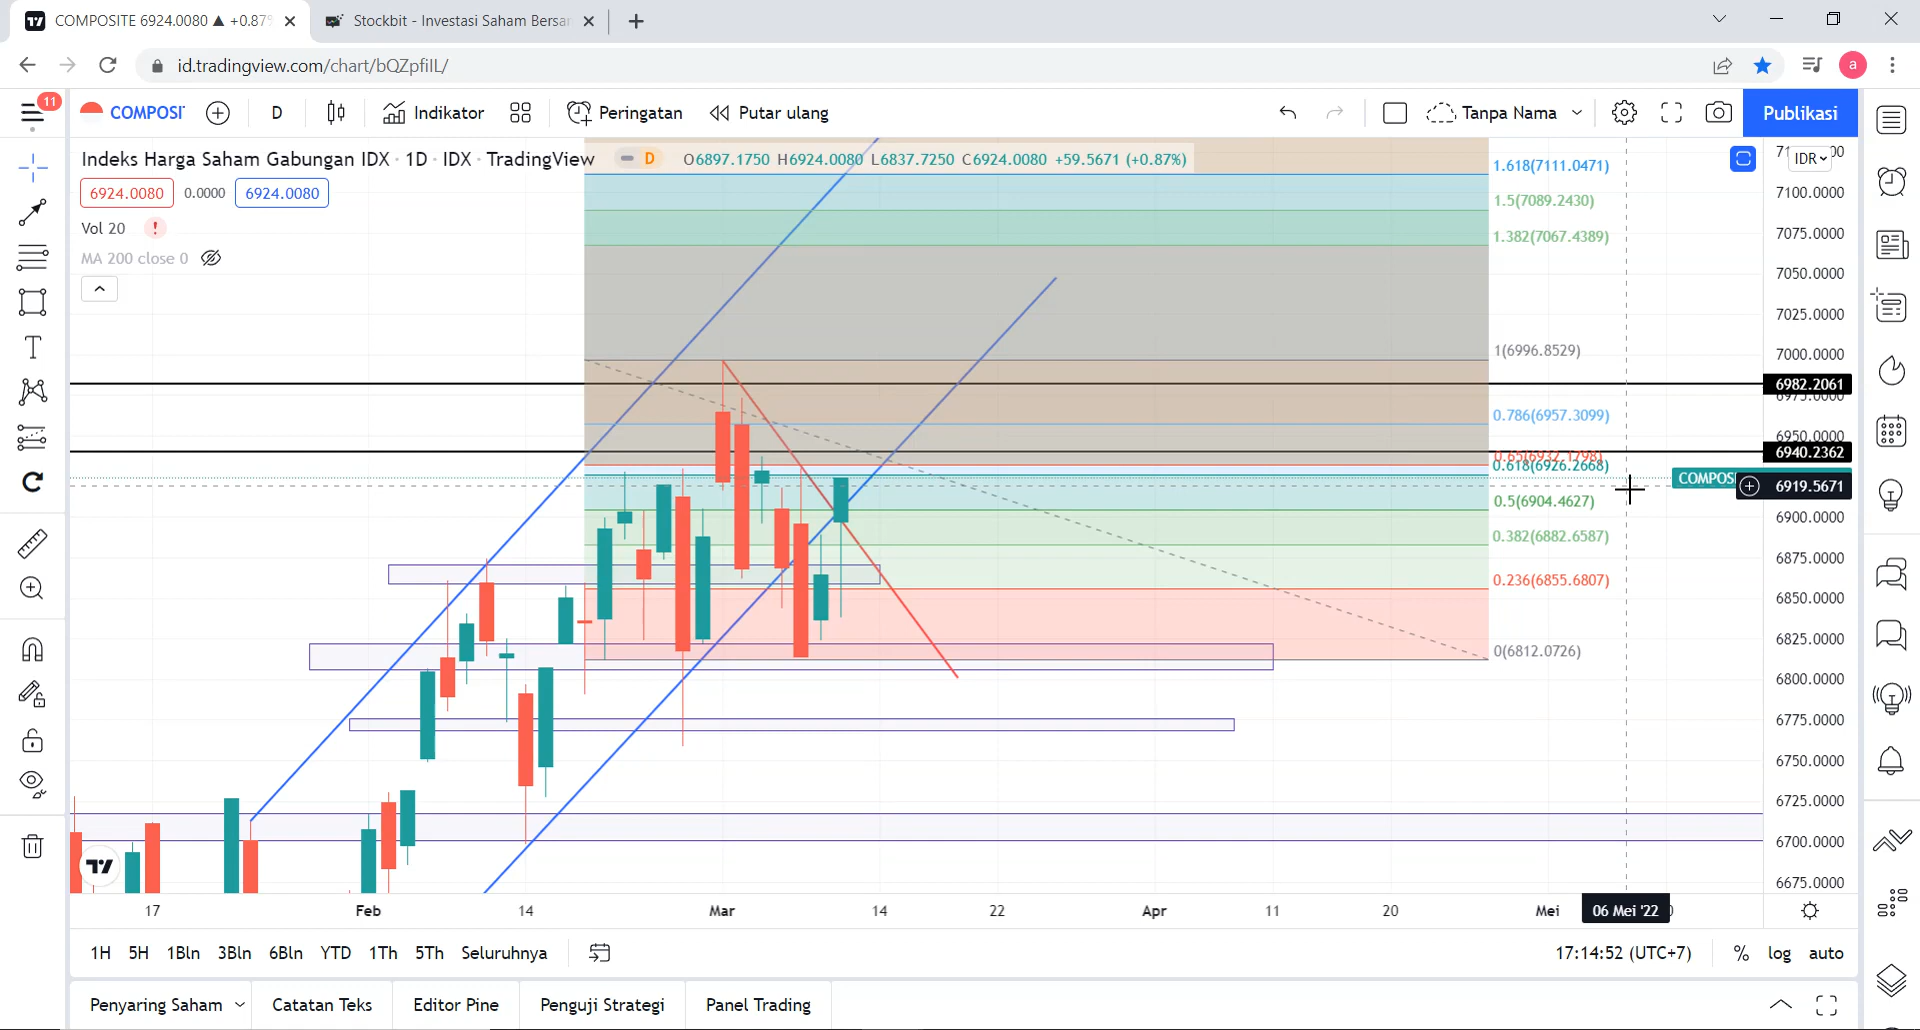 COMPOSITE 6924.0080 ▲ +0.87%
Stockbit - Investasi Saham Bersan
id.tradingview.com/chart/bQZpfiIL/
a
11
COMPOSI
D
Indikator
Peringatan
Putar ulang
Tanpa Nama
Publikasi
Indeks Harga Saham Gabungan IDX · 1D · IDX · TradingView
D
O6897.1750 H6924.0080 L6837.7250 C6924.0080 +59.5671 (+0.87%)
6924.0080
0.0000
6924.0080
Vol 20
!
MA 200 close 0
IDR
1.618(7111.0471)
1.5(7089.2430)
1.382(7067.4389)
1(6996.8529)
0.786(6957.3099)
0.65(6932.1798)
0.618(6926.2668)
0.5(6904.4627)
0.382(6882.6587)
0.236(6855.6807)
0(6812.0726)
7100.0000
7075.0000
7050.0000
7025.0000
7000.0000
6982.2061
6975.0000
6950.0000
6940.2362
COMPOS
6919.5671
6900.0000
6875.0000
6850.0000
6825.0000
6800.0000
6775.0000
6750.0000
6725.0000
6700.0000
6675.0000
17
Feb
14
Mar
14
22
Apr
11
20
Mei
06 Mei '22
1H
5H
1Bln
3Bln
6Bln
YTD
1Th
5Th
Seluruhnya
17:14:52 (UTC+7)
%
log
auto
Penyaring Saham
Catatan Teks
Editor Pine
Penguji Strategi
Panel Trading